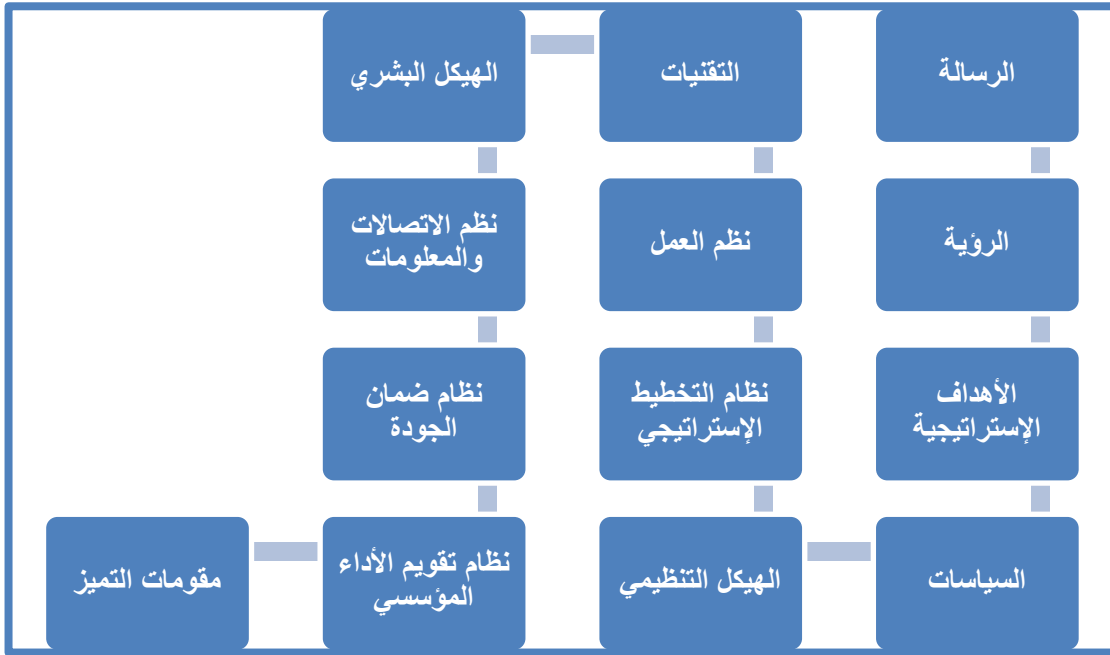 الرسالة
الرؤية
الأهداف
الإستراتيجية
السياسات
الهيكل التنظيمي
نظام التخطيط
الإستراتيجي
نظم العمل
التقنيات
الهيكل البشري
نظم الاتصالات
والمعلومات
نظام ضمان
الجودة
نظام تقويم الأداء
المؤسسي
مقومات التميز